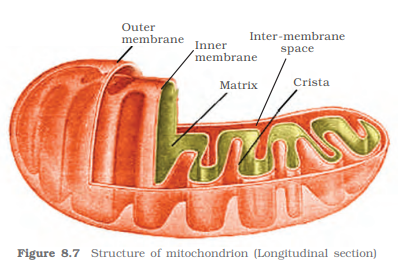 Outer
membrane
Inner
membrane
Inter-membrane
space
Matrix
Crista
Figure 8.7 Structure of mitochondrion (Longitudinal section)